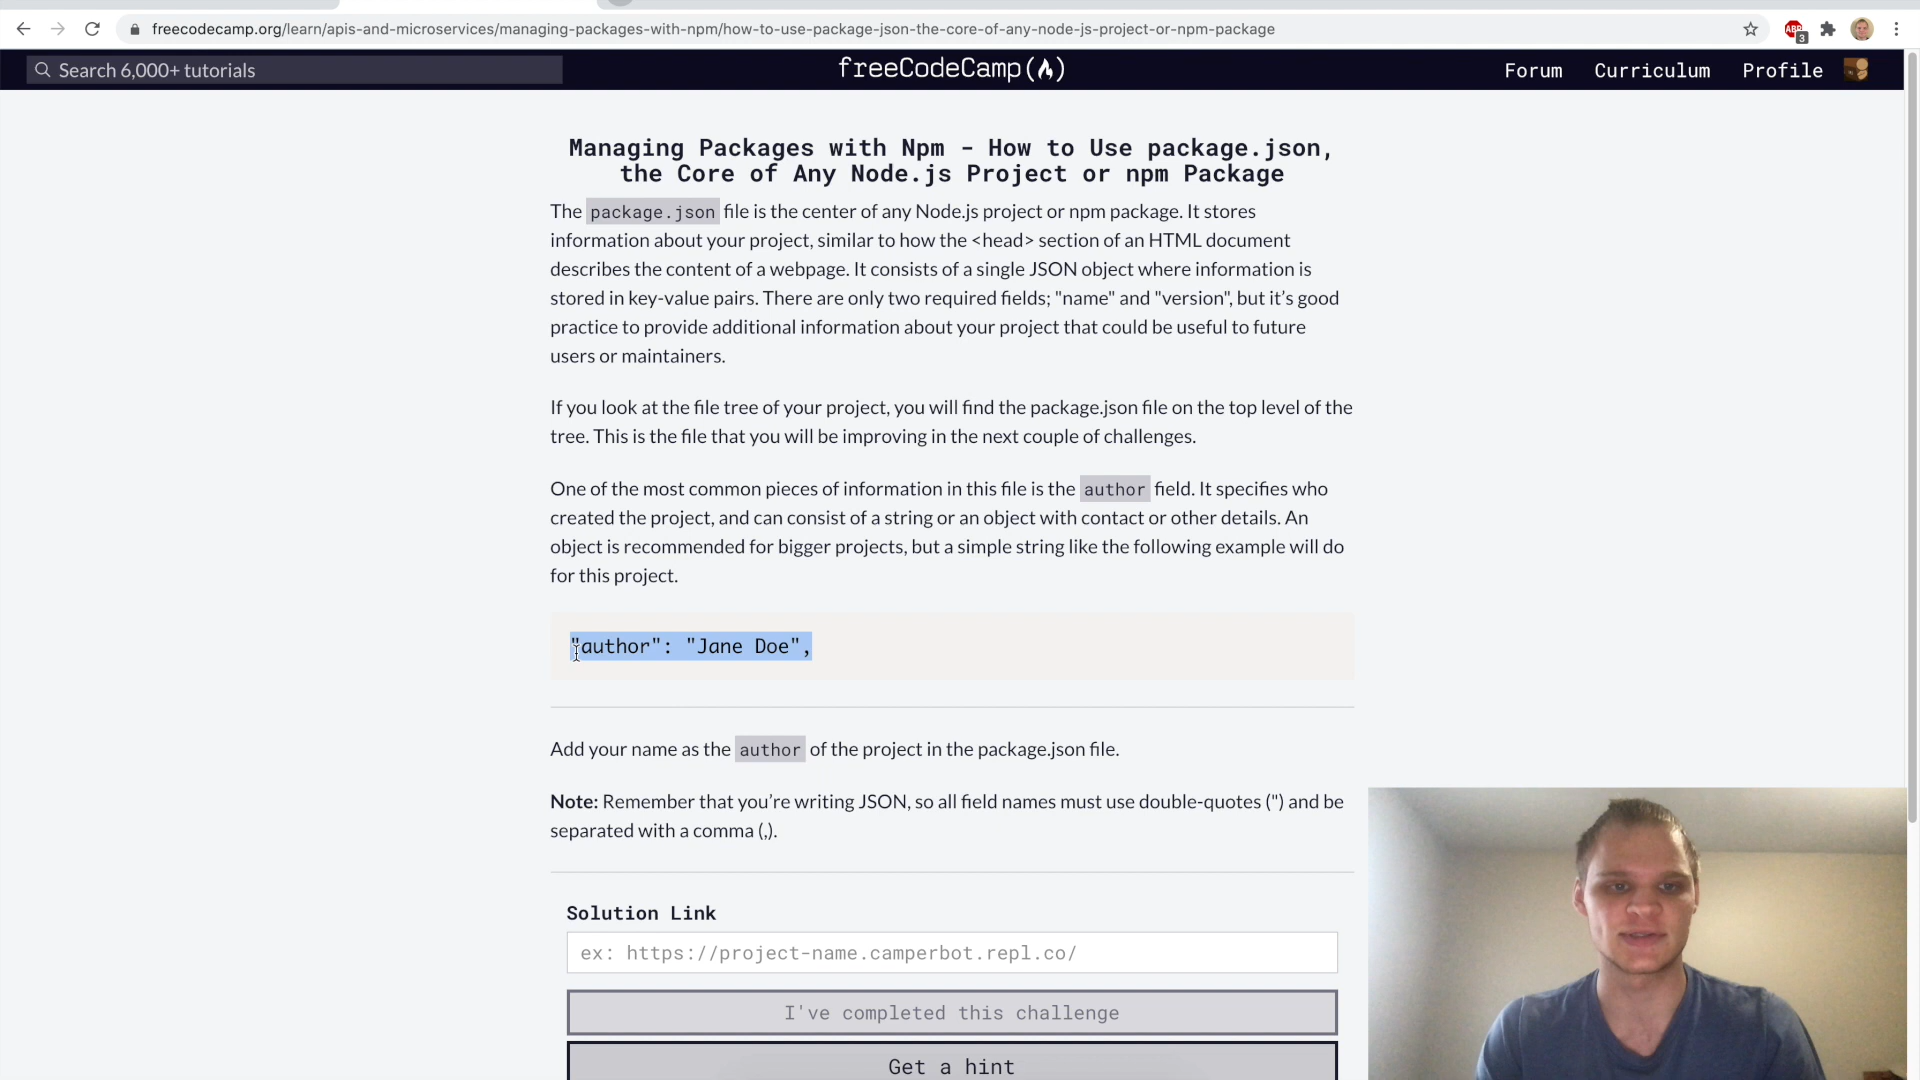 freecodecamp.org/learn/apis-and-microservices/managing-packages-with-npm/how-to-use-package-json-the-core-of-any-node-js-project-or-npm-package
ABP
3
Search 6,000+ tutorials
freeCodeCamp
Forum
Curriculum
Profile
Managing Packages with Npm - How to Use package.json,
the Core of Any Node.js Project or npm Package
The package.json file is the center of any Node.js project or npm package. It stores
information about your project, similar to how the <head> section of an HTML document
describes the content of a webpage. It consists of a single JSON object where information is
stored in key-value pairs. There are only two required fields; "name" and "version", but it’s good
practice to provide additional information about your project that could be useful to future
users or maintainers.
If you look at the file tree of your project, you will find the package.json file on the top level of the
tree. This is the file that you will be improving in the next couple of challenges.
One of the most common pieces of information in this file is the author field. It specifies who
created the project, and can consist of a string or an object with contact or other details. An
object is recommended for bigger projects, but a simple string like the following example will do
for this project.
"author": "Jane Doe",
Add your name as the author of the project in the package.json file.
Note: Remember that you’re writing JSON, so all field names must use double-quotes (") and be
separated with a comma (,).
Solution Link
ex: https://project-name.camperbot.repl.co/
I've completed this challenge
Get a hint